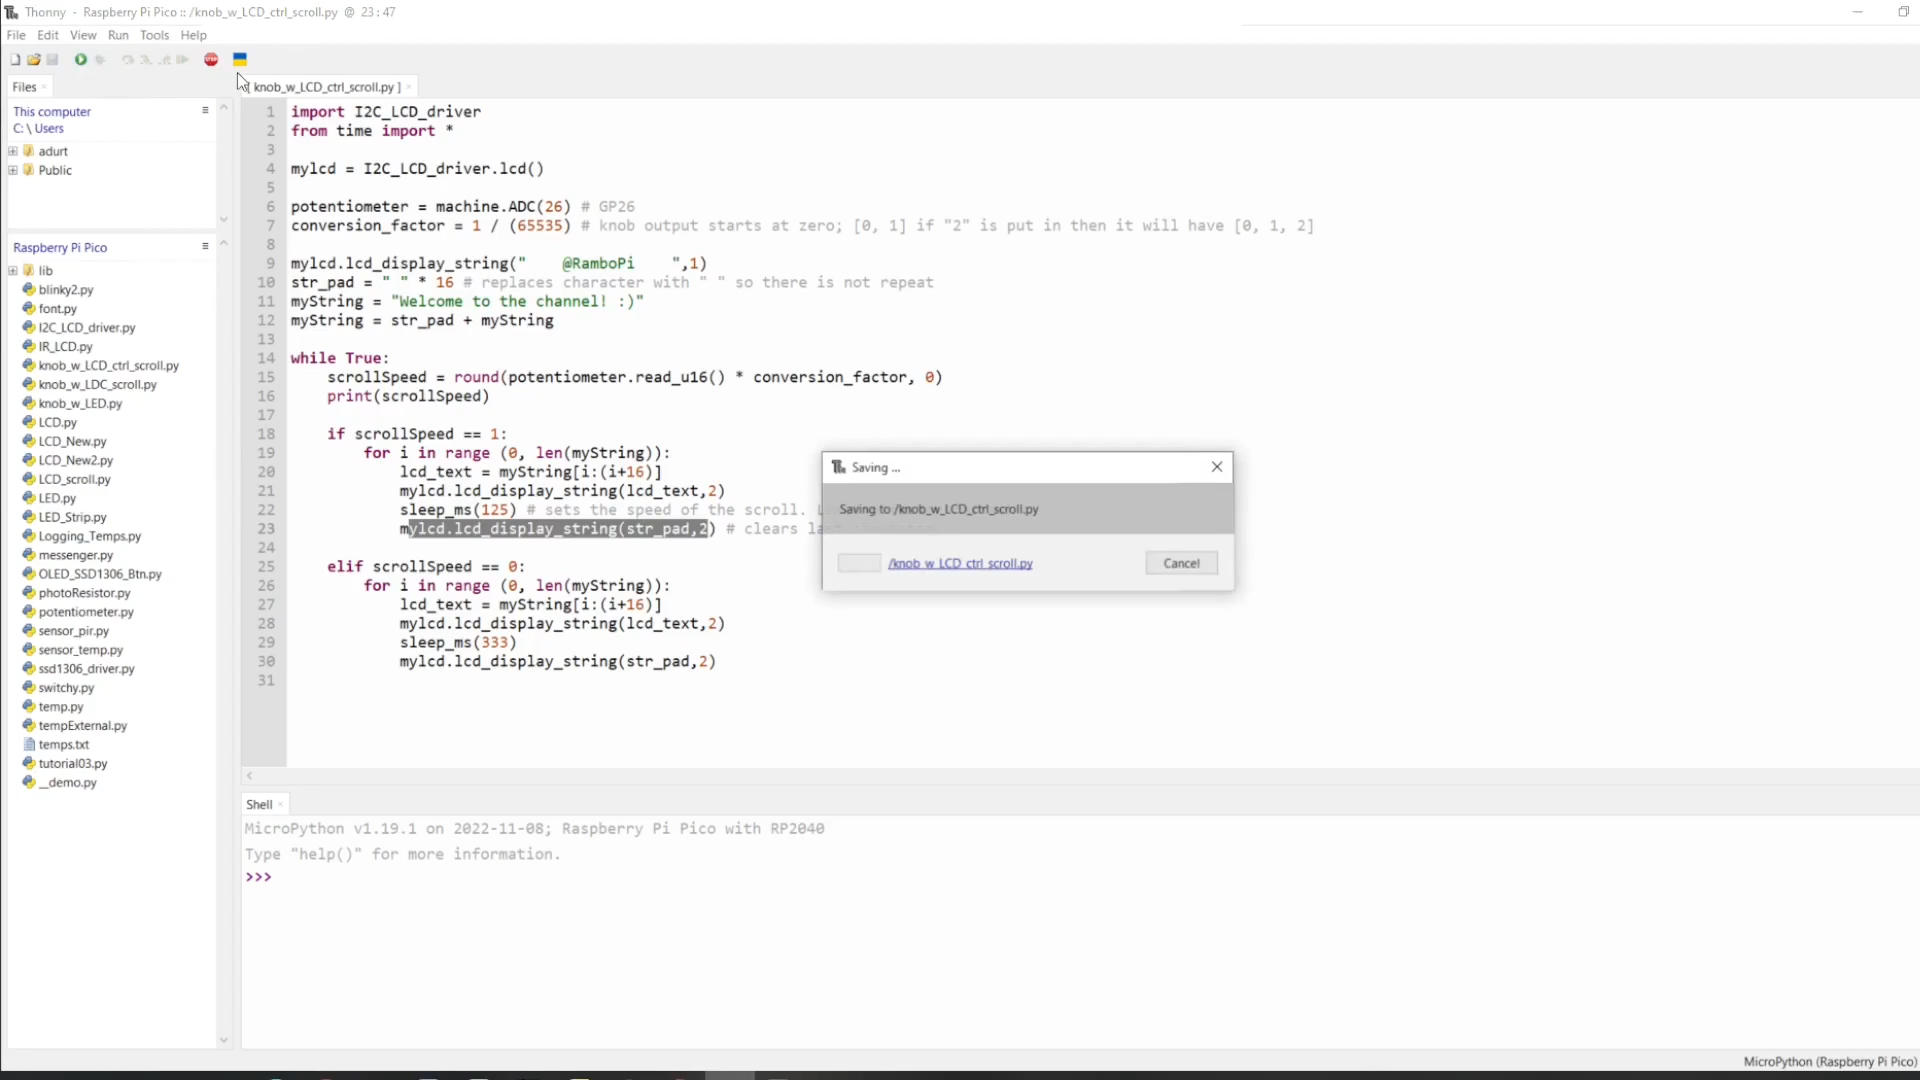 Thonny - Raspberry Pi Pico :: /knob_w_LCD_ctrl_scroll.py @ 23:47
File Edit View Run Tools Help
STOP
Files ×
[ knob_w_LCD_ctrl_scroll.py ] ×
This computer
C:\ Users
adurt
Public
Raspberry Pi Pico
lib
blinky2.py
font.py
I2C_LCD_driver.py
IR_LCD.py
knob_w_LCD_ctrl_scroll.py
knob_w_LDC_scroll.py
knob_w_LED.py
LCD.py
LCD_New.py
LCD_New2.py
LCD_scroll.py
LED.py
LED_Strip.py
Logging_Temps.py
messenger.py
OLED_SSD1306_Btn.py
photoResistor.py
potentiometer.py
sensor_pir.py
sensor_temp.py
ssd1306_driver.py
switchy.py
temp.py
tempExternal.py
temps.txt
tutorial03.py
__demo.py
1 import I2C_LCD_driver
2 from time import *
3
4 mylcd = I2C_LCD_driver.lcd()
5
6 potentiometer = machine.ADC(26) # GP26
7 conversion_factor = 1 / (65535) # knob output starts at zero; [0, 1] if "2" is put in then it will have [0, 1, 2]
8
9 mylcd.lcd_display_string("    @RamboPi    ",1)
10 str_pad = " " * 16 # replaces character with " " so there is not repeat
11 myString = "Welcome to the channel! :)"
12 myString = str_pad + myString
13
14 while True:
15     scrollSpeed = round(potentiometer.read_u16() * conversion_factor, 0)
16     print(scrollSpeed)
17
18     if scrollSpeed == 1:
19         for i in range (0, len(myString)):
20             lcd_text = myString[i:(i+16)]
21             mylcd.lcd_display_string(lcd_text,2)
22             sleep_ms(125) # sets the speed of the scroll.
23             mylcd.lcd_display_string(str_pad,2) # clears
24
25     elif scrollSpeed == 0:
26         for i in range (0, len(myString)):
27             lcd_text = myString[i:(i+16)]
28             mylcd.lcd_display_string(lcd_text,2)
29             sleep_ms(333)
30             mylcd.lcd_display_string(str_pad,2)
31
Saving ...
Saving to /knob_w_LCD_ctrl_scroll.py
/knob_w_LCD_ctrl_scroll.py
Cancel
Shell ×
MicroPython v1.19.1 on 2022-11-08; Raspberry Pi Pico with RP2040
Type "help()" for more information.
>>>
MicroPython (Raspberry Pi Pico)